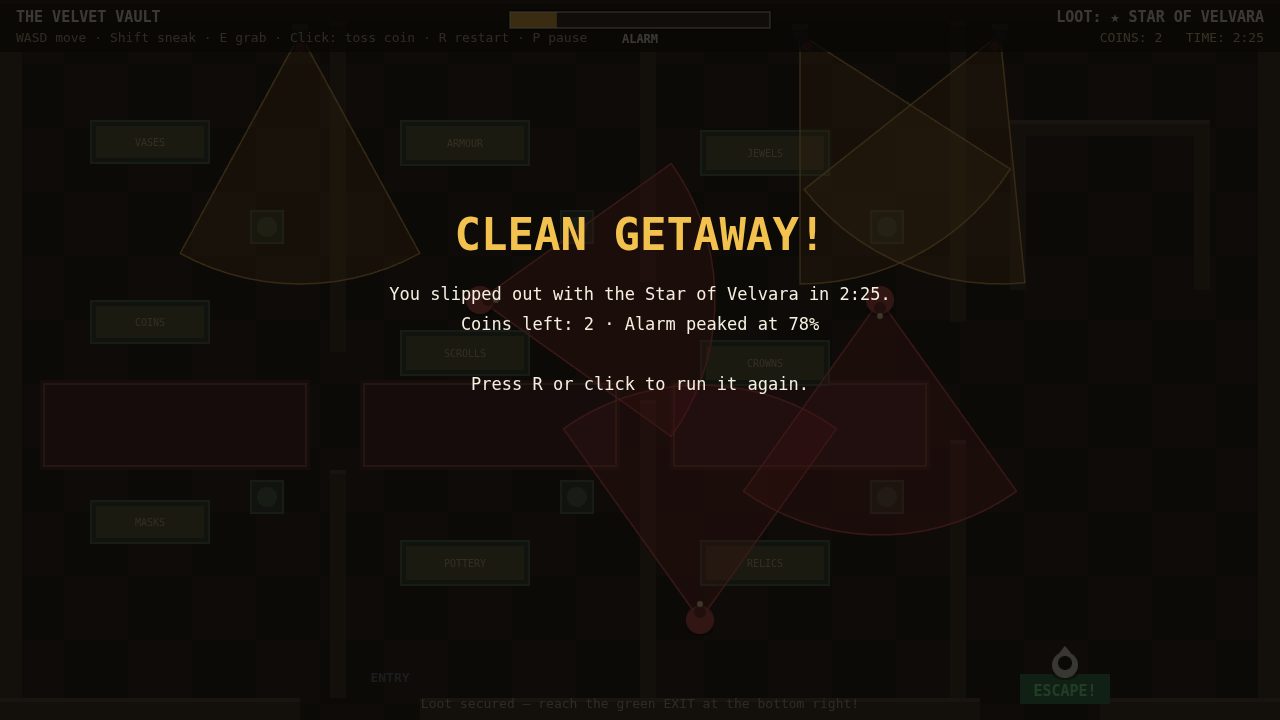 THE VELVET VAULT
LOOT: ★ STAR OF VELVARA
WASD move · Shift sneak · E grab · Click: toss coin · R restart · P pause
ALARM
COINS: 2 TIME: 2:25
VASES
ARMOUR
JEWELS
CLEAN GETAWAY!
You slipped out with the Star of Velvara in 2:25.
COINS
Coins left: 2 · Alarm peaked at 78%
SCROLLS
CROWNS
Press R or click to run it again.
MASKS
POTTERY
RELICS
ENTRY
ESCAPE!
Loot secured — reach the green EXIT at the bottom right!